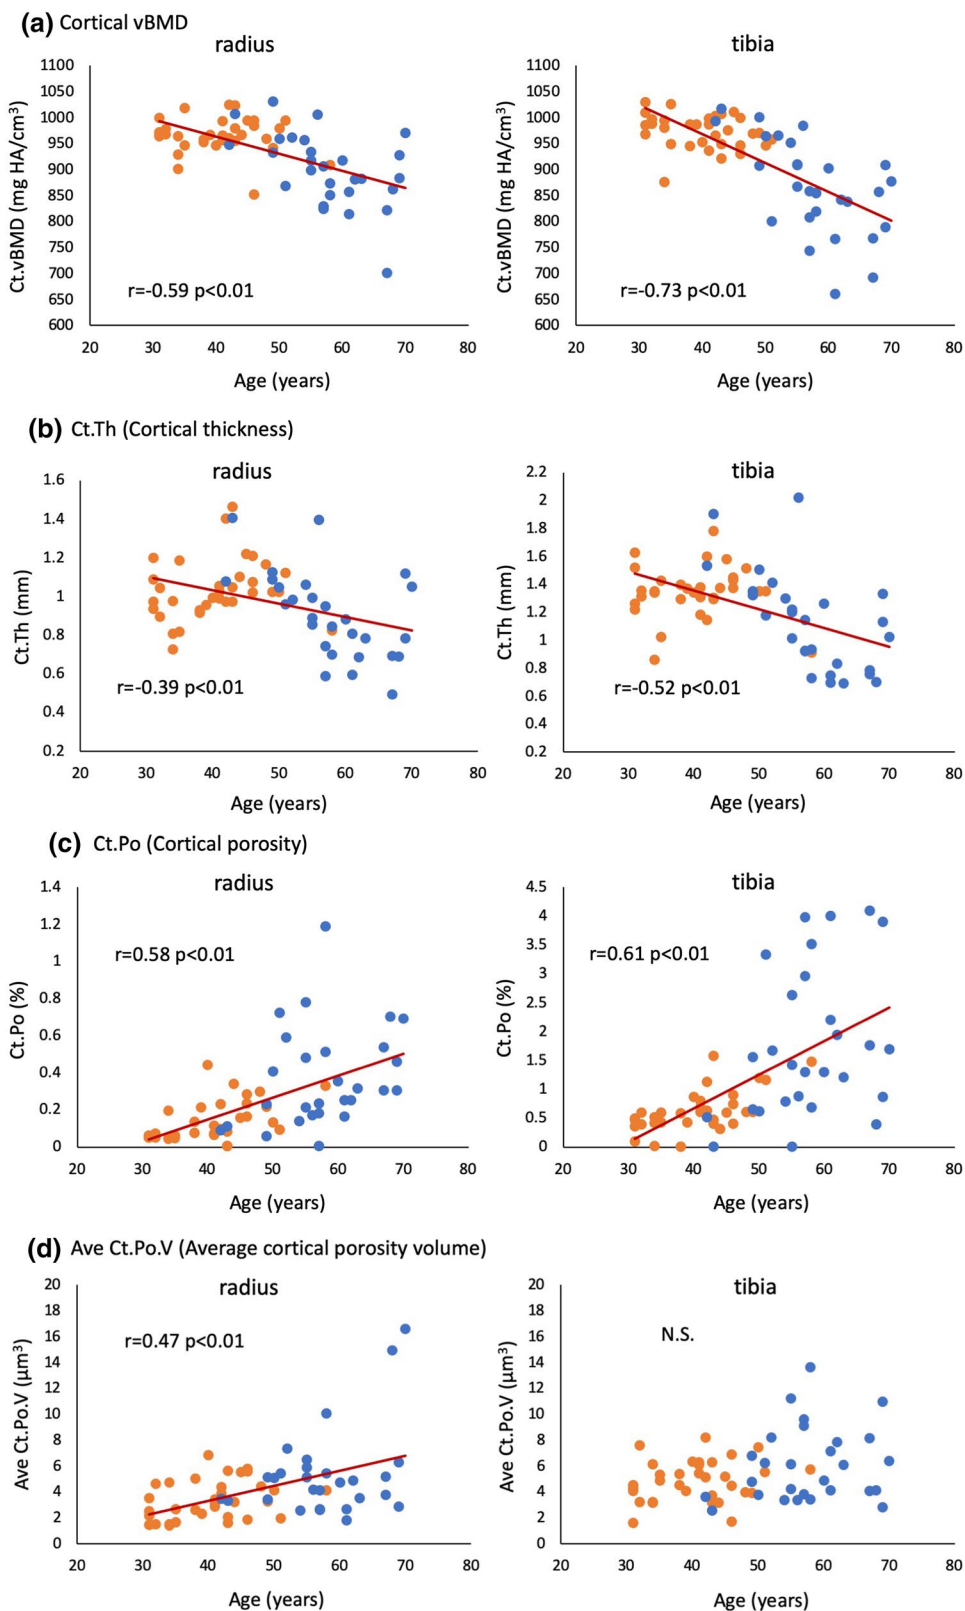 (a) Cortical vBMD
radius
Ct.vBMD (mg HA/cm³)
1100
1050
1000
950
900
850
800
750
700
650
600
r=-0.59 p<0.01
20 30 40 50 60 70 80
Age (years)
tibia
Ct.vBMD (mg HA/cm³)
1100
1050
1000
950
900
850
800
750
700
650
600
r=-0.73 p<0.01
20 30 40 50 60 70 80
Age (years)
(b) Ct.Th (Cortical thickness)
radius
Ct.Th (mm)
1.6
1.4
1.2
1
0.8
0.6
0.4
0.2
r=-0.39 p<0.01
20 30 40 50 60 70 80
Age (years)
tibia
Ct.Th (mm)
2.2
2
1.8
1.6
1.4
1.2
1
0.8
0.6
0.4
0.2
r=-0.52 p<0.01
20 30 40 50 60 70 80
Age (years)
(c) Ct.Po (Cortical porosity)
radius
Ct.Po (%)
1.4
1.2
1
0.8
0.6
0.4
0.2
0
r=0.58 p<0.01
20 30 40 50 60 70 80
Age (years)
tibia
Ct.Po (%)
4.5
4
3.5
3
2.5
2
1.5
1
0.5
0
r=0.61 p<0.01
20 30 40 50 60 70 80
Age (years)
(d) Ave Ct.Po.V (Average cortical porosity volume)
radius
Ave Ct.Po.V (μm³)
20
18
16
14
12
10
8
6
4
2
0
r=0.47 p<0.01
20 30 40 50 60 70 80
Age (years)
tibia
Ave Ct.Po.V (μm³)
20
18
16
14
12
10
8
6
4
2
0
N.S.
20 30 40 50 60 70 80
Age (years)